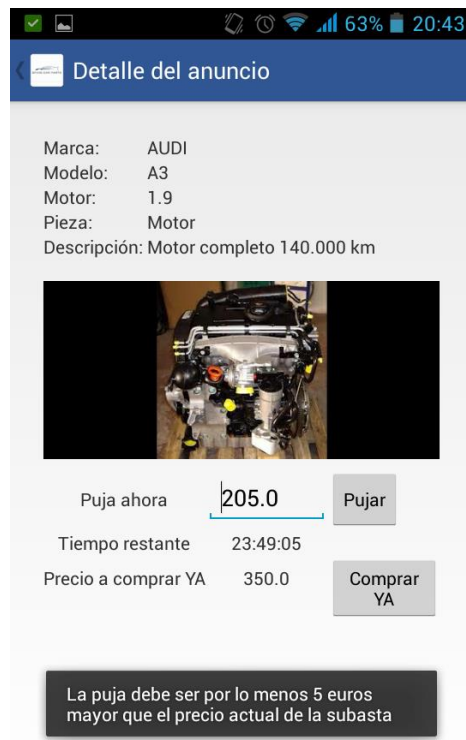 63% 20:43
Detalle del anuncio
Marca: AUDI
Modelo: A3
Motor: 1.9
Pieza: Motor
Descripción: Motor completo 140.000 km
Puja ahora 205.0 Pujar
Tiempo restante 23:49:05
Precio a comprar YA 350.0 Comprar
YA
La puja debe ser por lo menos 5 euros
mayor que el precio actual de la subasta